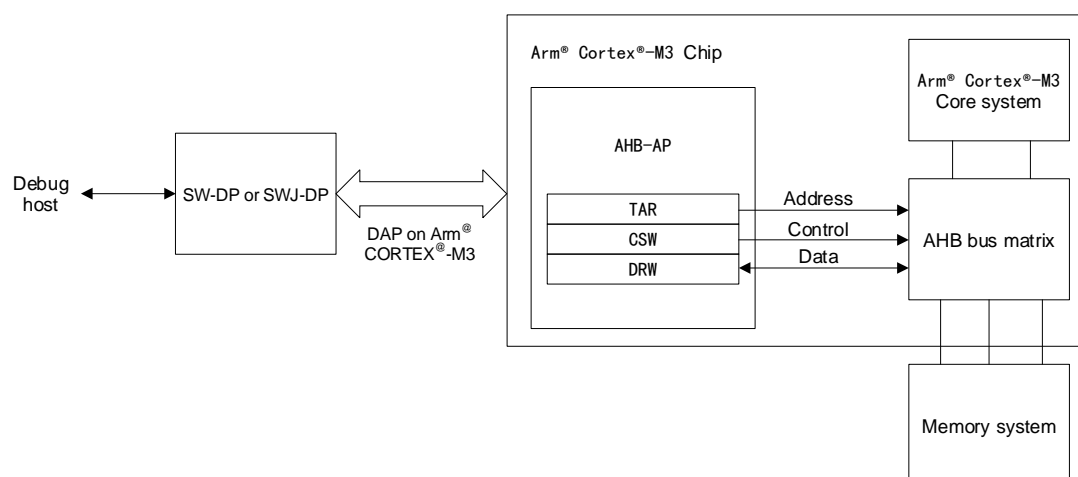 Arm® Cortex®-M3 Chip
Arm® Cortex®-M3
Core system
AHB-AP
Debug
host
SW-DP or SWJ-DP
DAP on Arm@
CORTEX@-M3
TAR
CSW
DRW
Address
Control
Data
AHB bus matrix
Memory system